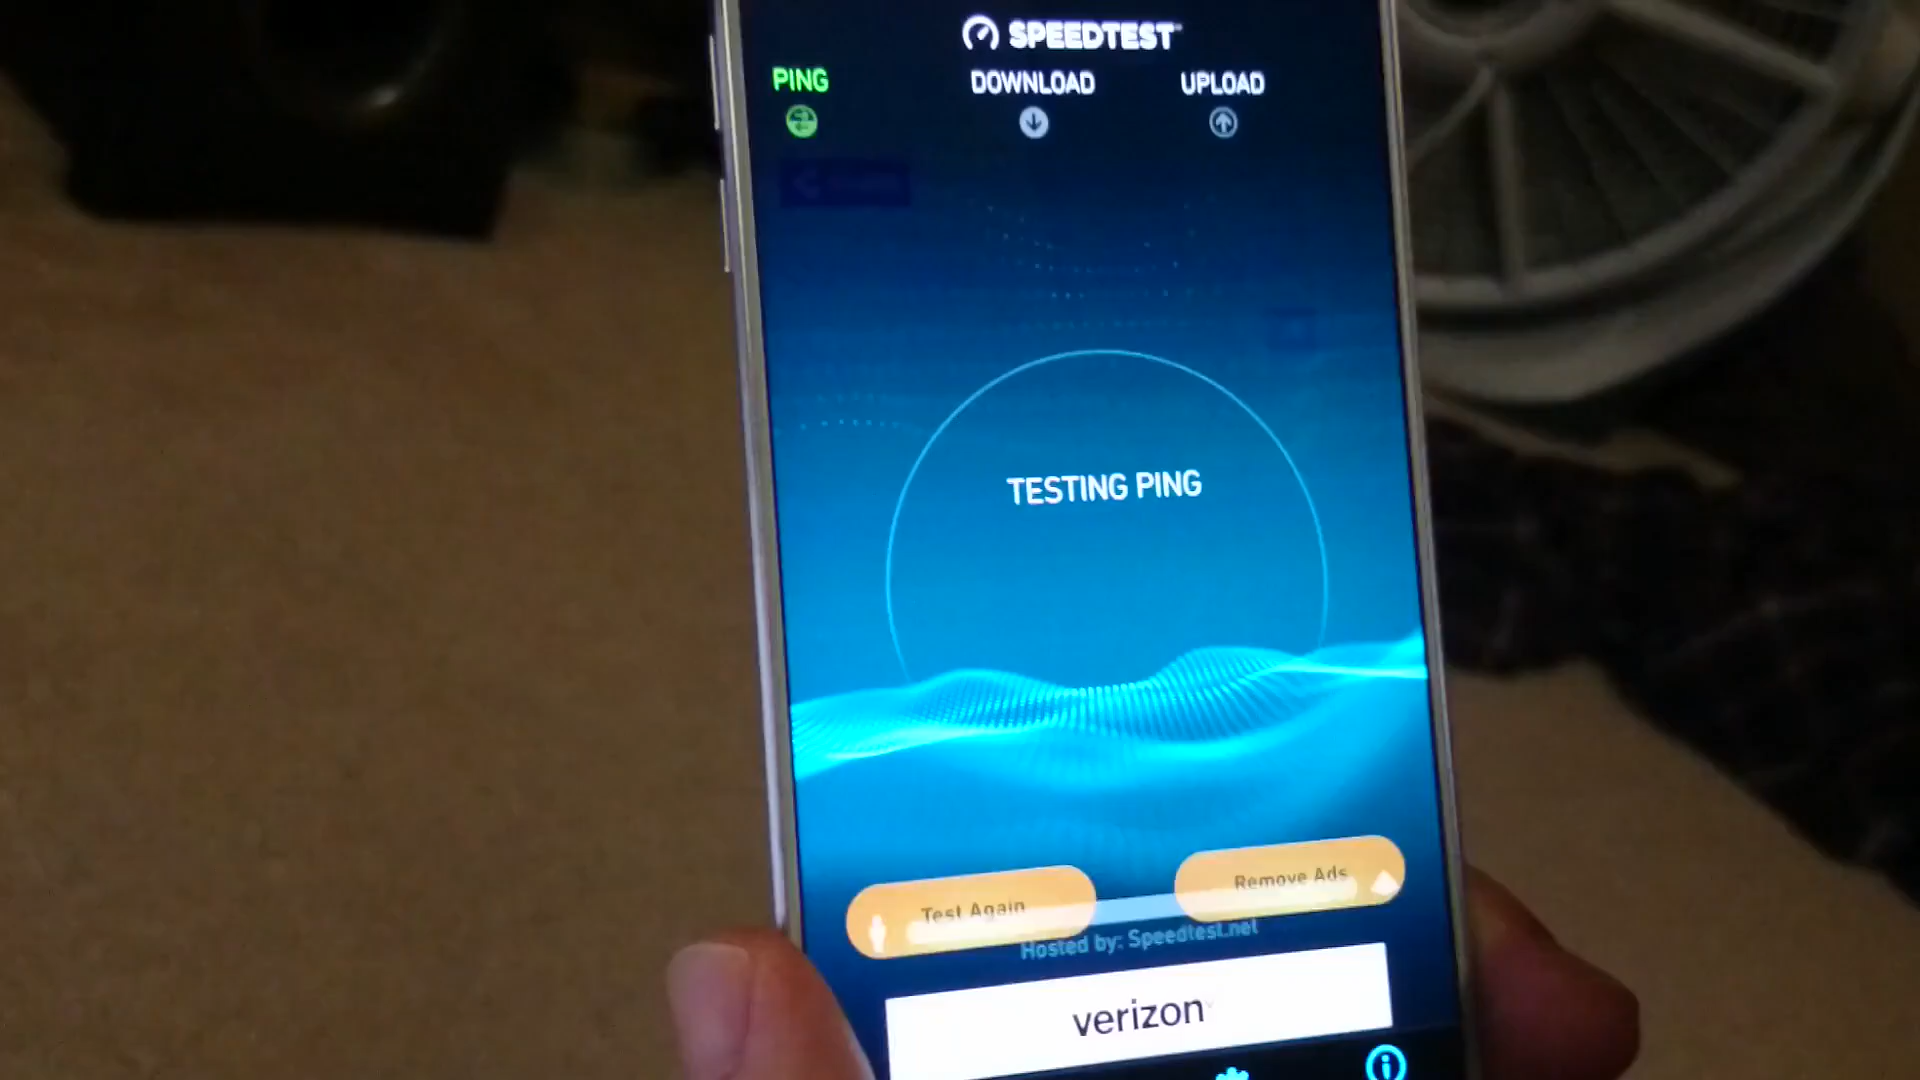 SPEEDTEST
PING DOWNLOAD UPLOAD
TESTING PING
Test Again
Remove Ads
Hosted by: Speedtest.net
verizon